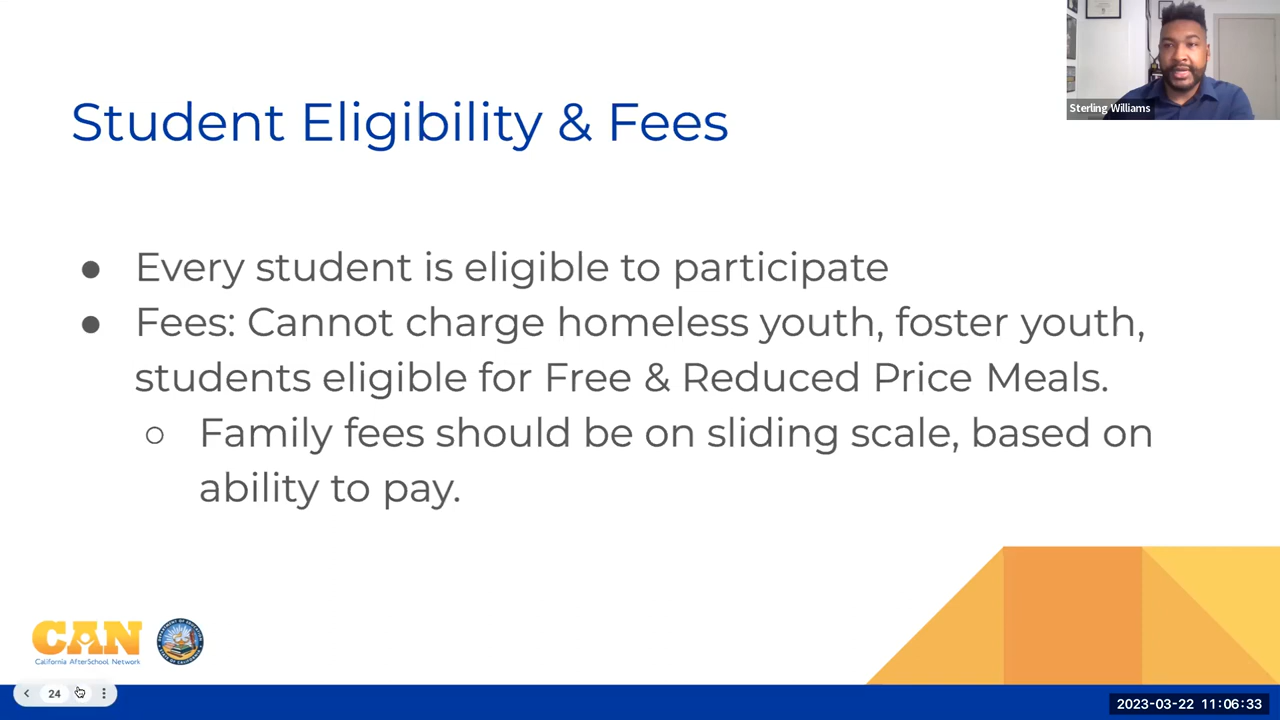 Sterling Williams
Student Eligibility & Fees
● Every student is eligible to participate
● Fees: Cannot charge homeless youth, foster youth,
students eligible for Free & Reduced Price Meals.
○ Family fees should be on sliding scale, based on
ability to pay.
CAN
California AfterSchool Network
24
2023-03-22 11:06:33